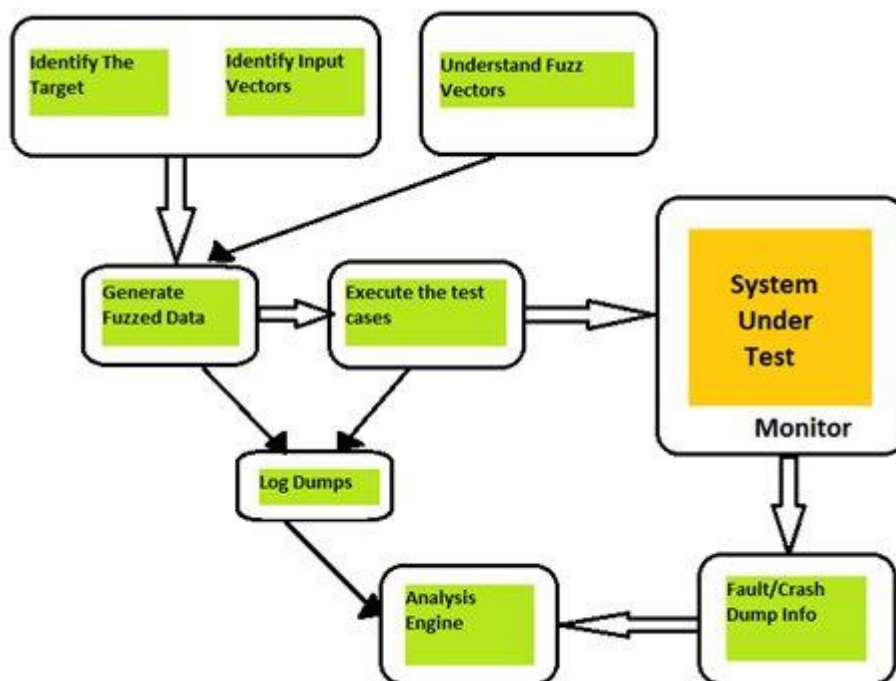 Identify The
Target
Identify Input
Vectors
Understand Fuzz
Vectors
Generate
Fuzzed Data
Execute the test
cases
System
Under
Test
Monitor
Log Dumps
Analysis
Engine
Fault/Crash
Dump Info